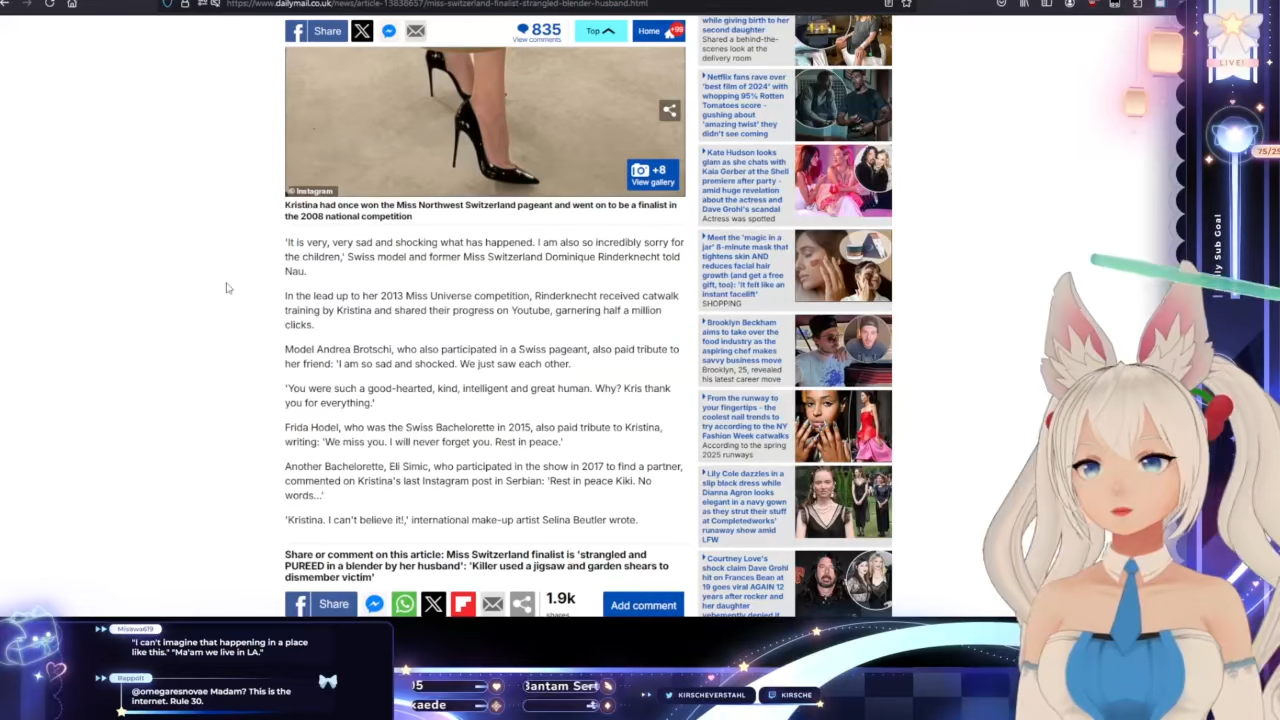 https://www.dailymail.co.uk/news/article-13838657/miss-switzerland-finalist-strangled-blender-husband.html
Share
835
View comments
Top
Home
+99
+8
View gallery
© Instagram
Kristina had once won the Miss Northwest Switzerland pageant and went on to be a finalist in
the 2008 national competition
'It is very, very sad and shocking what has happened. I am also so incredibly sorry for
the children,' Swiss model and former Miss Switzerland Dominique Rinderknecht told
Nau.
In the lead up to her 2013 Miss Universe competition, Rinderknecht received catwalk
training by Kristina and shared their progress on Youtube, garnering half a million
clicks.
Model Andrea Brotschi, who also participated in a Swiss pageant, also paid tribute to
her friend: 'I am so sad and shocked. We just saw each other.
'You were such a good-hearted, kind, intelligent and great human. Why? Kris thank
you for everything.'
Frida Hodel, who was the Swiss Bachelorette in 2015, also paid tribute to Kristina,
writing: 'We miss you. I will never forget you. Rest in peace.'
Another Bachelorette, Eli Simic, who participated in the show in 2017 to find a partner,
commented on Kristina's last Instagram post in Serbian: 'Rest in peace Kiki. No
words...'
'Kristina. I can't believe it!,' international make-up artist Selina Beutler wrote.
Share or comment on this article: Miss Switzerland finalist is 'strangled and
PUREED in a blender by her husband': 'Killer used a jigsaw and garden shears to
dismember victim'
Share
1.9k
shares
Add comment
while giving birth to her
second daughter
Shared a behind-the-
scenes look at the
delivery room
Netflix fans rave over
'best film of 2024' with
whopping 95% Rotten
Tomatoes score -
gushing about
'amazing twist' they
didn't see coming
Kate Hudson looks
glam as she chats with
Kaia Gerber at the Shell
premiere after party -
amid huge revelation
about the actress and
Dave Grohl's scandal
Actress was spotted
Meet the 'magic in a
jar' 8-minute mask that
tightens skin AND
reduces facial hair
growth (and get a free
gift, too): 'It felt like an
instant facelift'
SHOPPING
Brooklyn Beckham
aims to take over the
food industry as the
aspiring chef makes
savvy business move
Brooklyn, 25, revealed
his latest career move
From the runway to
your fingertips - the
coolest nail trends to
try according to the NY
Fashion Week catwalks
According to the spring
2025 runways
Lily Cole dazzles in a
slip black dress while
Dianna Agron looks
elegant in a navy gown
as they strut their stuff
at Completedworks'
runway show amid
LFW
Courtney Love's
shock claim Dave Grohl
hit on Frances Bean at
19 goes viral AGAIN 12
years after rocker and
her daughter
vehemently denied it
LIVE!
75/25
ly Sub Goal
Misawa619
"I can't imagine that happening in a place
like this." "Ma'am we live in LA."
Rappott
@omegaresnovae Madam? This is the
internet. Rule 30.
05
kaede
Bantam Ser
KIRSCHEVERSTAHL
KIRSCHE